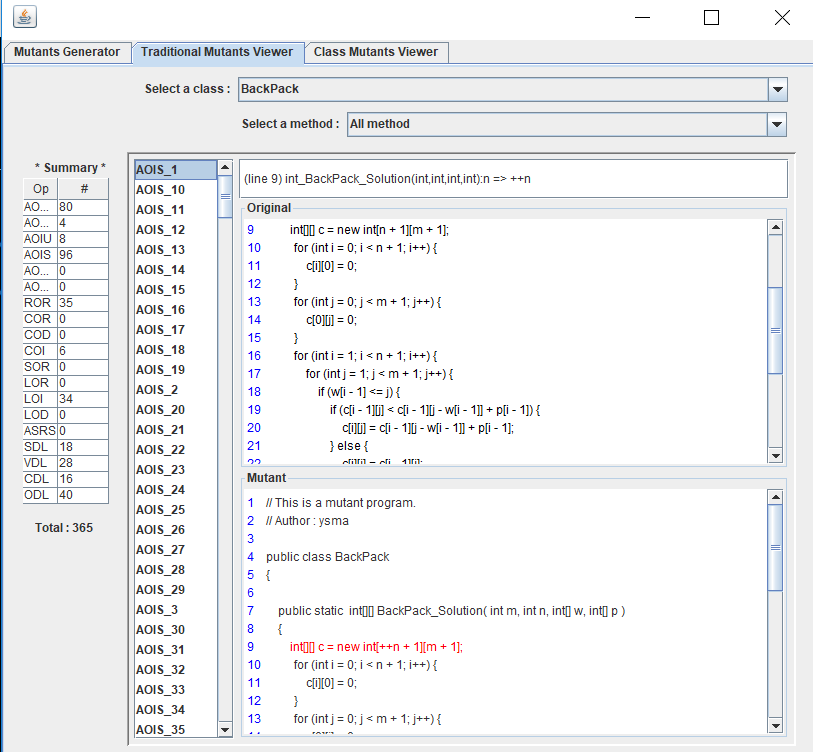 Mutants Generator Traditional Mutants Viewer Class Mutants Viewer
Select a class : BackPack
Select a method : All method
* Summary *
Op #
AO... 80
AO... 4
AOIU 8
AOIS 96
AO... 0
AO... 0
ROR 35
COR 0
COD 0
COI 6
SOR 0
LOR 0
LOI 34
LOD 0
ASRS 0
SDL 18
VDL 28
CDL 16
ODL 40
Total : 365
AOIS_1
AOIS_10
AOIS_11
AOIS_12
AOIS_13
AOIS_14
AOIS_15
AOIS_16
AOIS_17
AOIS_18
AOIS_19
AOIS_2
AOIS_20
AOIS_21
AOIS_22
AOIS_23
AOIS_24
AOIS_25
AOIS_26
AOIS_27
AOIS_28
AOIS_29
AOIS_3
AOIS_30
AOIS_31
AOIS_32
AOIS_33
AOIS_34
AOIS_35
(line 9) int_BackPack_Solution(int,int,int,int):n => ++n
Original
9 int[][] c = new int[n + 1][m + 1];
10 for (int i = 0; i < n + 1; i++) {
11 c[i][0] = 0;
12 }
13 for (int j = 0; j < m + 1; j++) {
14 c[0][j] = 0;
15 }
16 for (int i = 1; i < n + 1; i++) {
17 for (int j = 1; j < m + 1; j++) {
18 if (w[i - 1] <= j) {
19 if (c[i - 1][j] < c[i - 1][j - w[i - 1]] + p[i - 1]) {
20 c[i][j] = c[i - 1][j - w[i - 1]] + p[i - 1];
21 } else {
22 c[i][j] = c[i - 1][j];
Mutant
1 // This is a mutant program.
2 // Author : ysma
3
4 public class BackPack
5 {
6
7 public static int[][] BackPack_Solution( int m, int n, int[] w, int[] p )
8 {
9 int[][] c = new int[++n + 1][m + 1];
10 for (int i = 0; i < n + 1; i++) {
11 c[i][0] = 0;
12 }
13 for (int j = 0; j < m + 1; j++) {